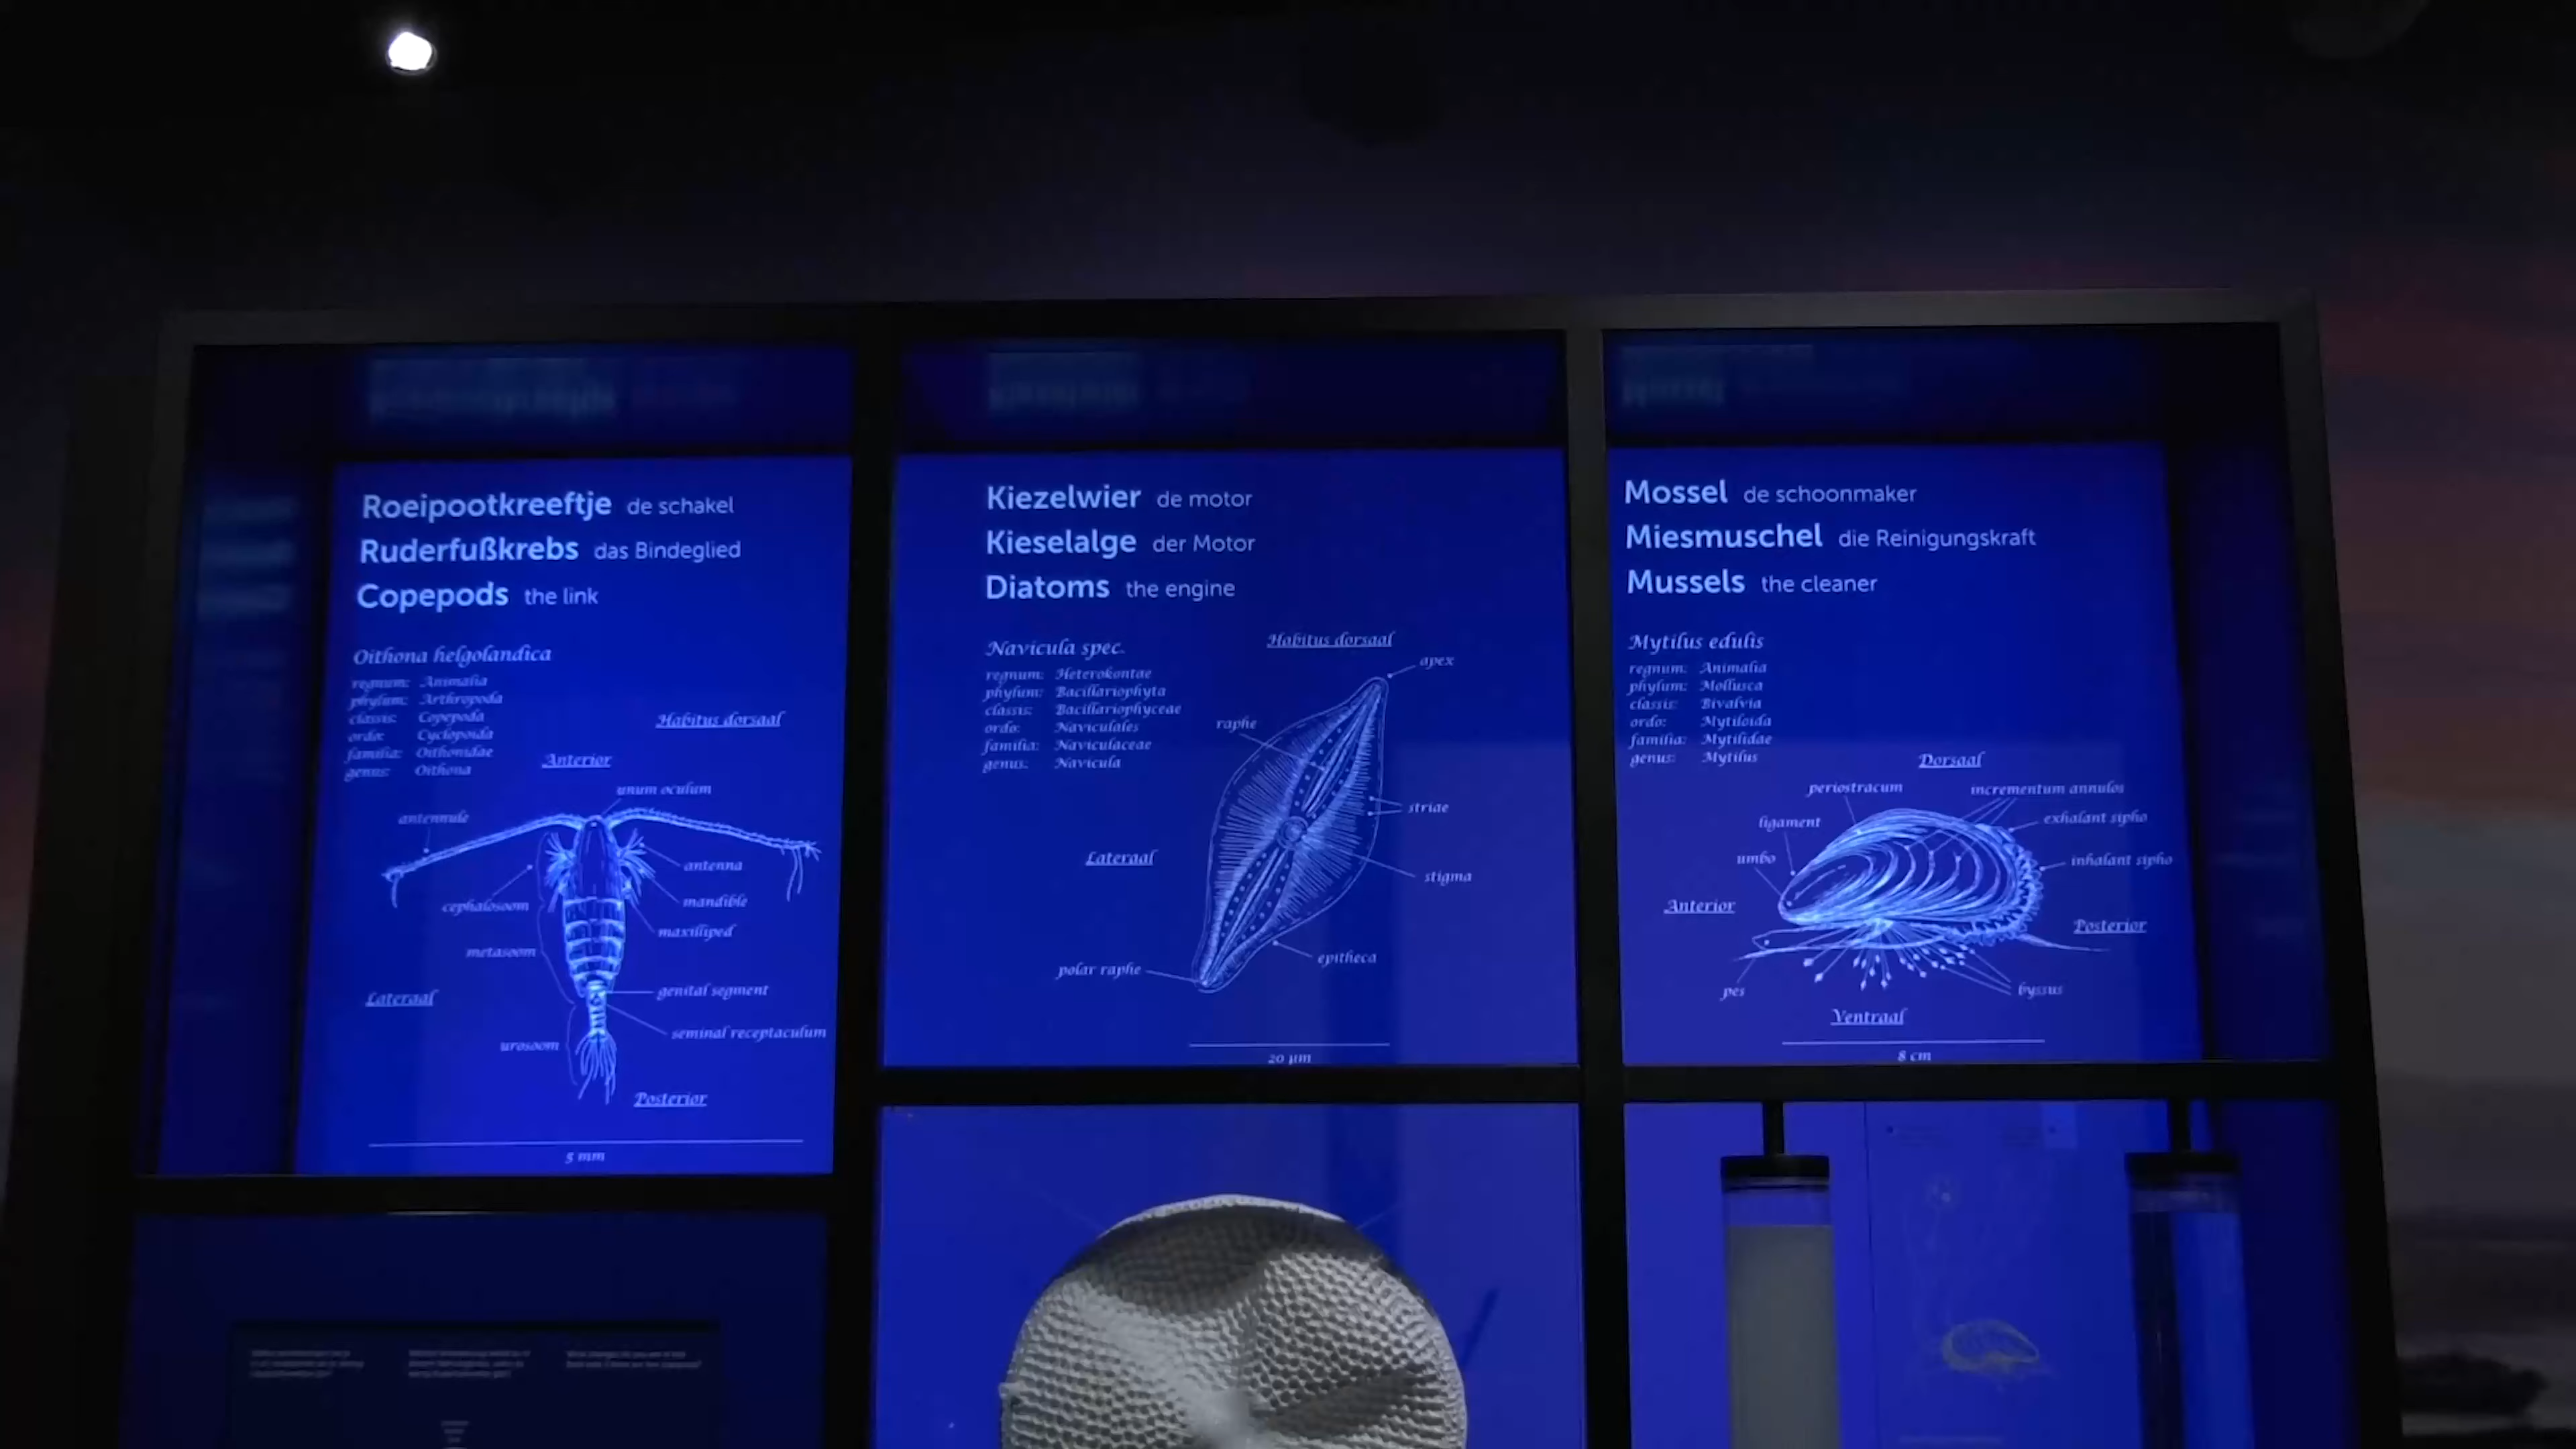 Roeipootkreeftje de schakel
Ruderfußkrebs das Bindeglied
Copepods the link
Oithona helgolandica
regnum: Animalia
phylum: Arthropoda
classis: Copepoda
ordo: Cyclopoida
familia: Oithonidae
genus: Oithona
Habitus dorsaal
Anterior
unum oculum
antennule
antenna
cephalosoom
mandible
maxilliped
metasoom
Lateraal
genital segment
seminal receptaculum
urosoom
Posterior
5 mm
Kiezelwier de motor
Kieselalge der Motor
Diatoms the engine
Navicula spec.
regnum: Heterokontae
phylum: Bacillariophyta
classis: Bacillariophyceae
ordo: Naviculales
familia: Naviculaceae
genus: Navicula
Habitus dorsaal
apex
raphe
striae
Lateraal
stigma
epitheca
polar raphe
20 µm
Mossel de schoonmaker
Miesmuschel die Reinigungskraft
Mussels the cleaner
Mytilus edulis
regnum: Animalia
phylum: Mollusca
classis: Bivalvia
ordo: Mytiloida
familia: Mytilidae
genus: Mytilus
Dorsaal
periostracum
incrementum annulos
ligament
exhalant sipho
umbo
inhalant sipho
Anterior
Posterior
pes
byssus
Ventraal
8 cm